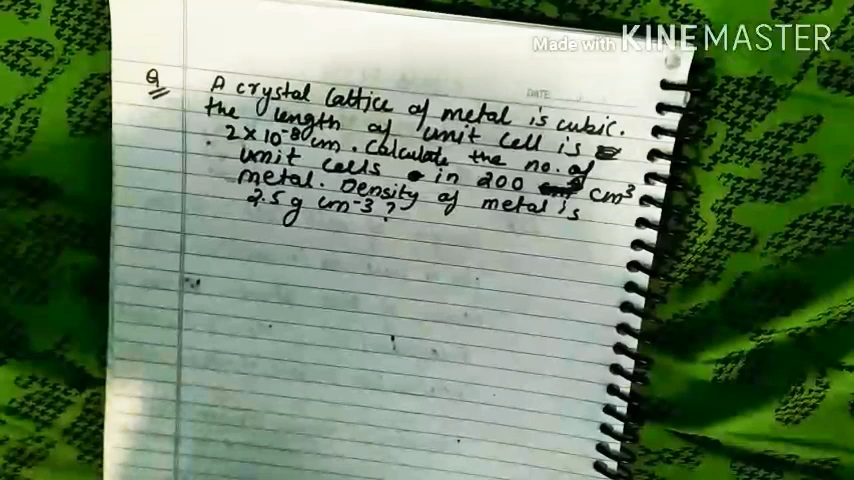 Made with KINEMASTER
DATE
Q A crystal lattice of metal is cubic.
the length of unit cell is
2 × 10⁻⁸ cm. Calculate the no. of
unit cells in 200 cm³
metal. Density of metal is
2.5 g cm⁻³ ?